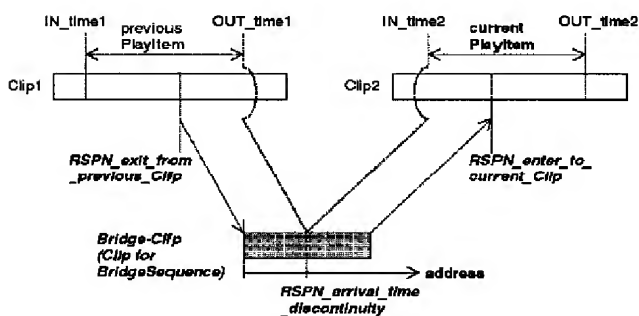 IN_time1
previous
PlayItem
OUT_time1
IN_time2
current
PlayItem
OUT_time2
Clip1
Clip2
RSPN_exit_from_
_previous_Clip
RSPN_enter_to_
current_Clip
Bridge-Clip
(Clip for
BridgeSequence)
address
RSPN_arrival_time
_discontinuity